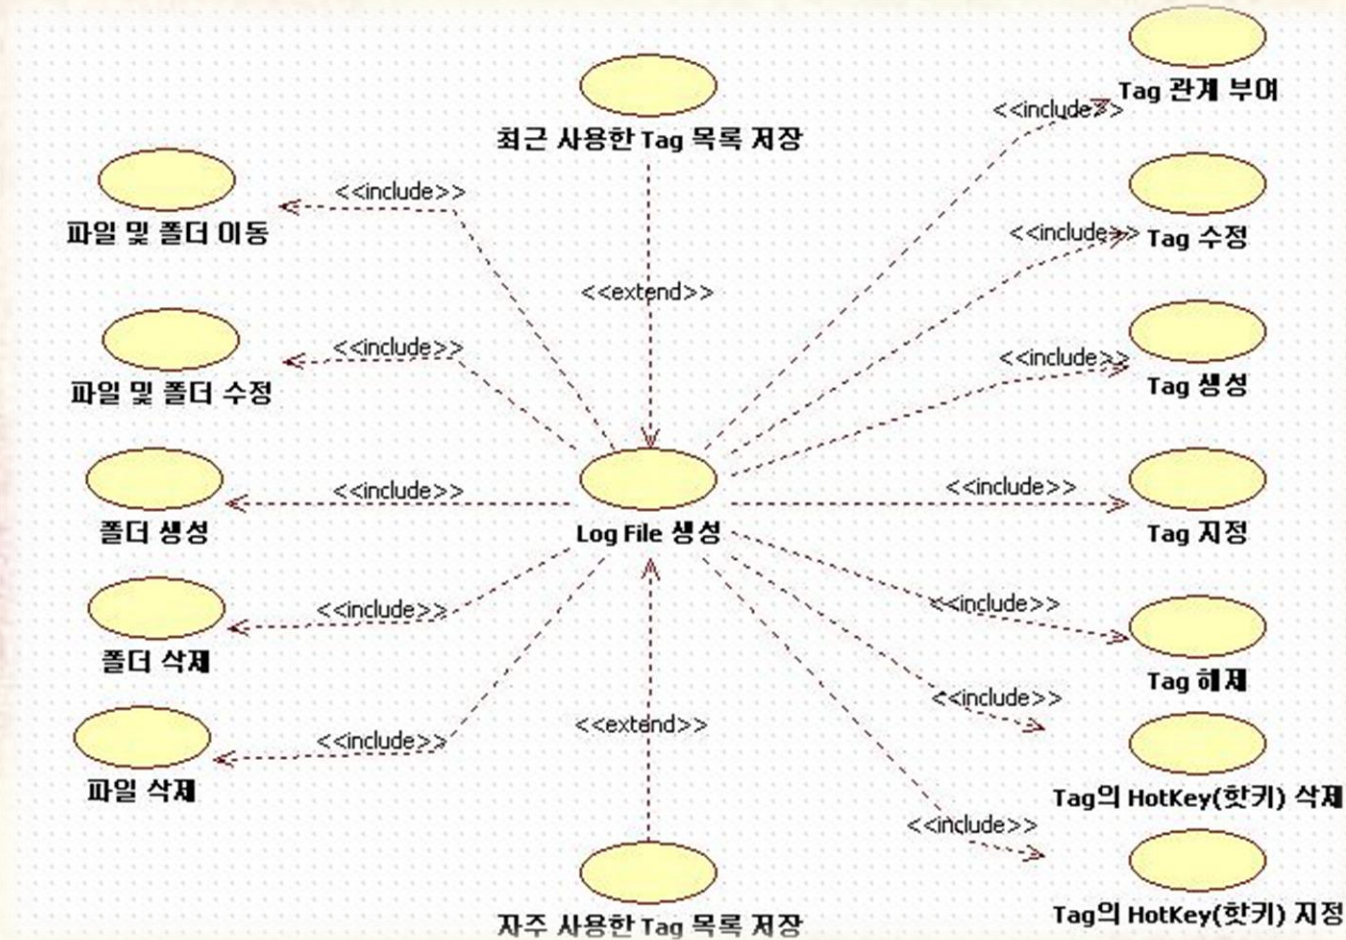 Tag 관계 부여
<<include>>
최근 사용한 Tag 목록 저장
<<include>>
파일 및 폴더 이동
<<include>>
Tag 수정
<<extend>>
<<include>>
파일 및 폴더 수정
<<include>>
Tag 생성
<<include>>
폴더 생성
Log File 생성
<<include>>
Tag 지정
<<include>>
폴더 삭제
<<include>>
Tag 해제
<<include>>
파일 삭제
<<extend>>
<<include>>
Tag의 HotKey(핫키) 삭제
<<include>>
자주 사용한 Tag 목록 저장
Tag의 HotKey(핫키) 지정